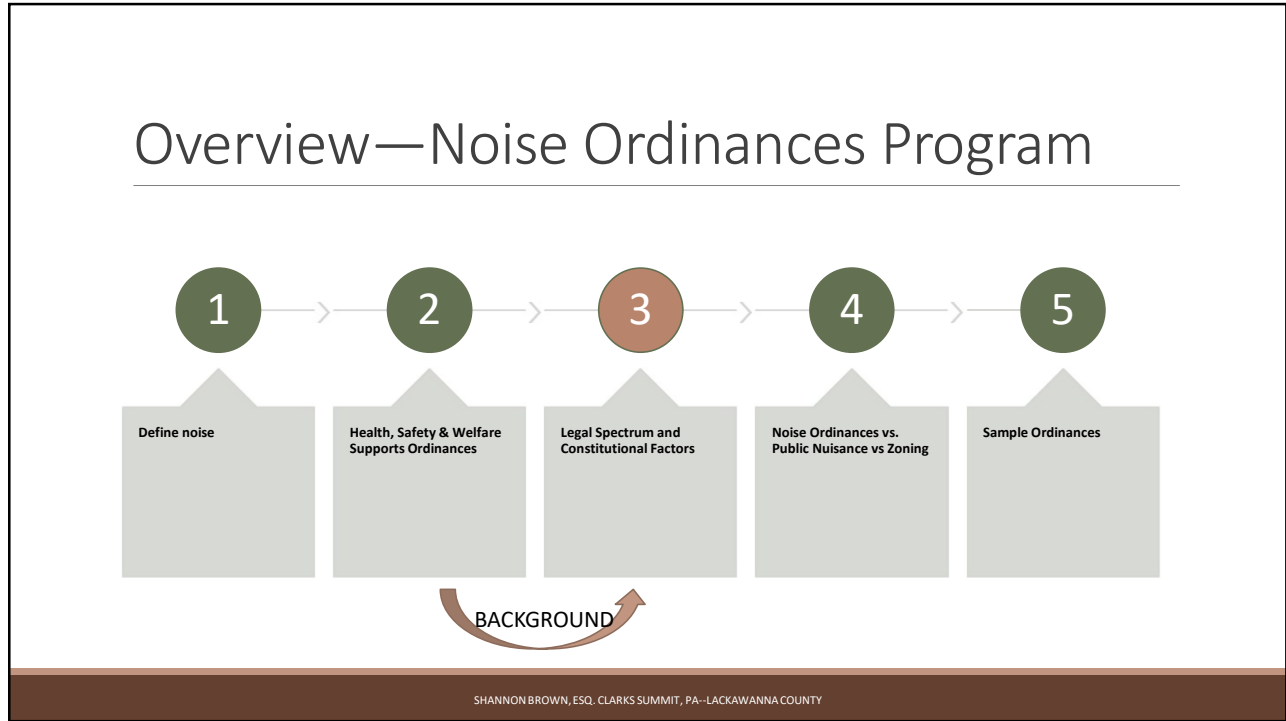 Overview—Noise Ordinances Program
1
2
3
4
5
Define noise
Health, Safety & Welfare
Supports Ordinances
Legal Spectrum and
Constitutional Factors
Noise Ordinances vs.
Public Nuisance vs Zoning
Sample Ordinances
BACKGROUND
SHANNON BROWN, ESQ. CLARKS SUMMIT, PA--LACKAWANNA COUNTY